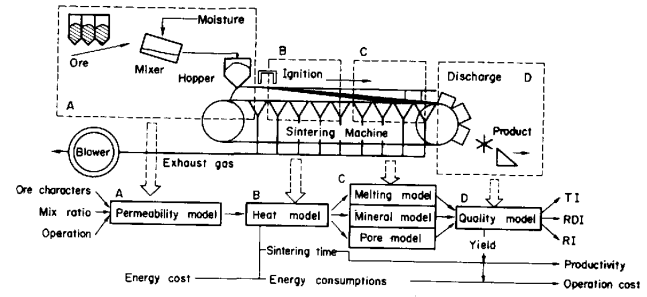 Moisture
Ore
Mixer
Hopper
A
B
C
Ignition
Sintering Machine
Discharge D
Product
Blower
Exhaust gas
Ore characters
Mix ratio
Operation
A
Permeability model
B
Heat model
C
Melting model
Mineral model
Pore model
D
Quality model
TI
RDI
RI
Yield
Sintering time
Productivity
Energy cost
Energy consumptions
Operation cost